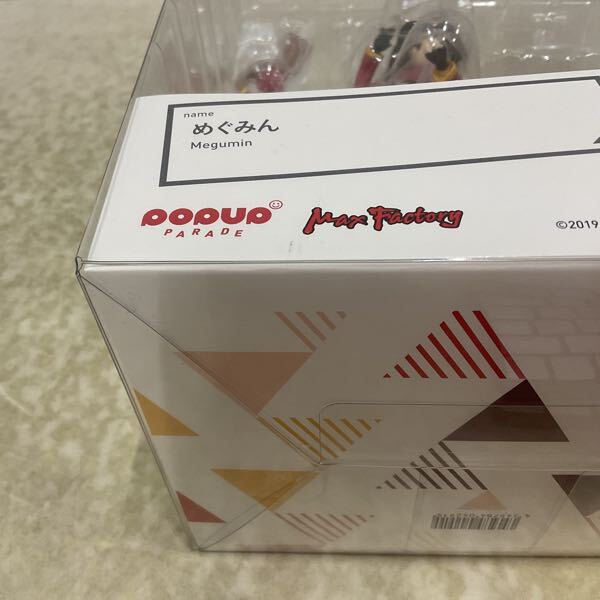 name
めぐみん
Megumin
POPUP
PARADE
Max Factory
©2019